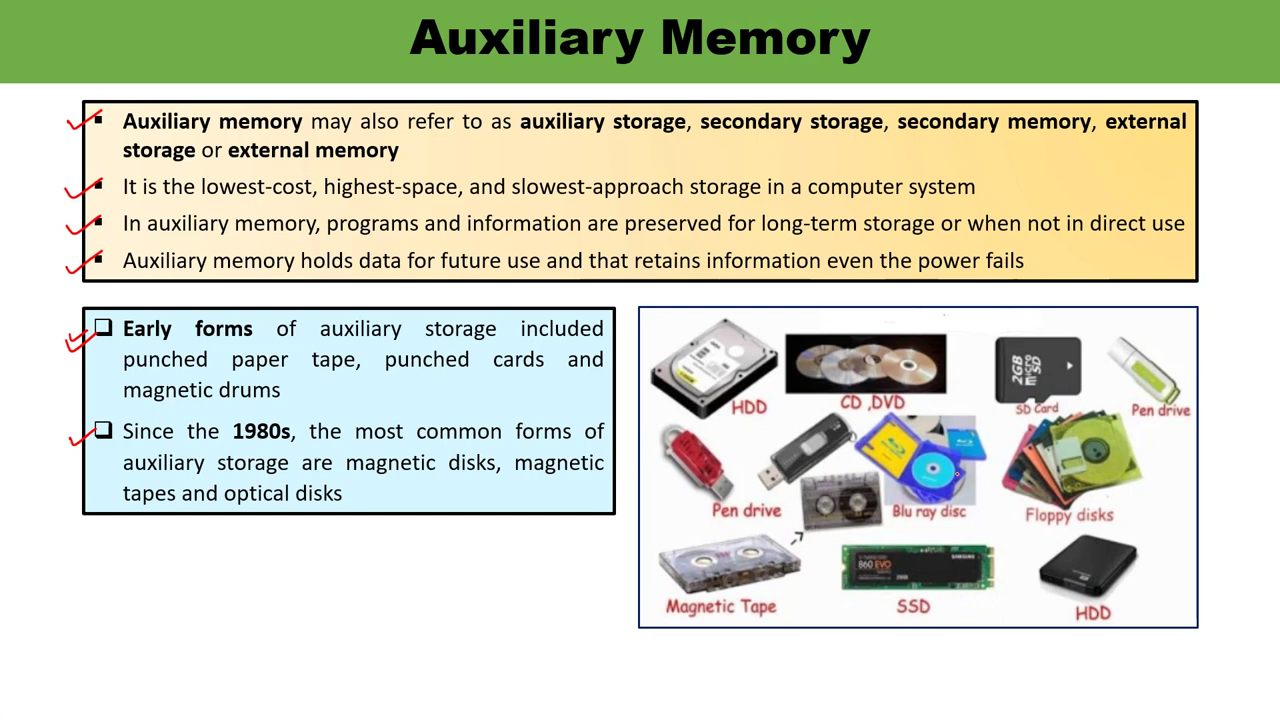 Auxiliary Memory
▪ Auxiliary memory may also refer to as auxiliary storage, secondary storage, secondary memory, external
storage or external memory
▪ It is the lowest-cost, highest-space, and slowest-approach storage in a computer system
▪ In auxiliary memory, programs and information are preserved for long-term storage or when not in direct use
▪ Auxiliary memory holds data for future use and that retains information even the power fails
❑ Early forms of auxiliary storage included
punched paper tape, punched cards and
magnetic drums
❑ Since the 1980s, the most common forms of
auxiliary storage are magnetic disks, magnetic
tapes and optical disks
HDD
CD ,DVD
2GB
micro
SD
SD Card
Pen drive
Pen drive
Blu ray disc
Floppy disks
SAMSUNG
860 EVO
Magnetic Tape
SSD
HDD